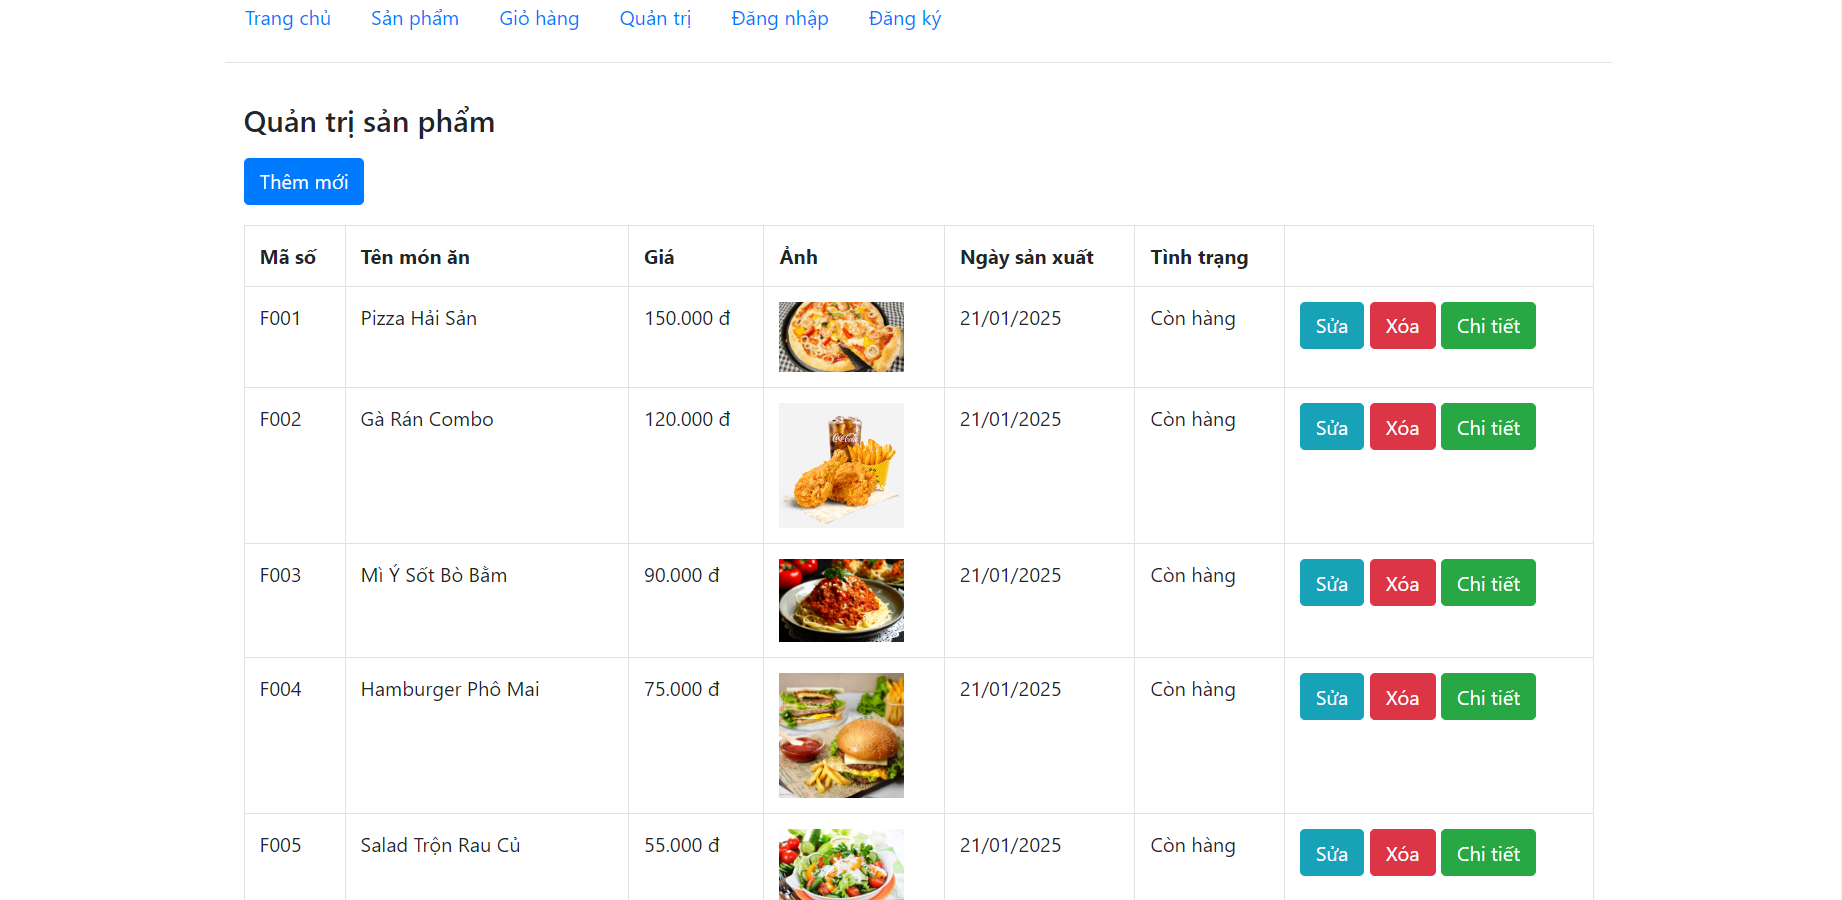 Trang chủ Sản phẩm Giỏ hàng Quản trị Đăng nhập Đăng ký
Quản trị sản phẩm
Thêm mới
Mã số Tên món ăn Giá Ảnh Ngày sản xuất Tình trạng
F001 Pizza Hải Sản 150.000 đ 21/01/2025 Còn hàng Sửa Xóa Chi tiết
F002 Gà Rán Combo 120.000 đ 21/01/2025 Còn hàng Sửa Xóa Chi tiết
Coca-Cola
F003 Mì Ý Sốt Bò Bằm 90.000 đ 21/01/2025 Còn hàng Sửa Xóa Chi tiết
F004 Hamburger Phô Mai 75.000 đ 21/01/2025 Còn hàng Sửa Xóa Chi tiết
F005 Salad Trộn Rau Củ 55.000 đ 21/01/2025 Còn hàng Sửa Xóa Chi tiết